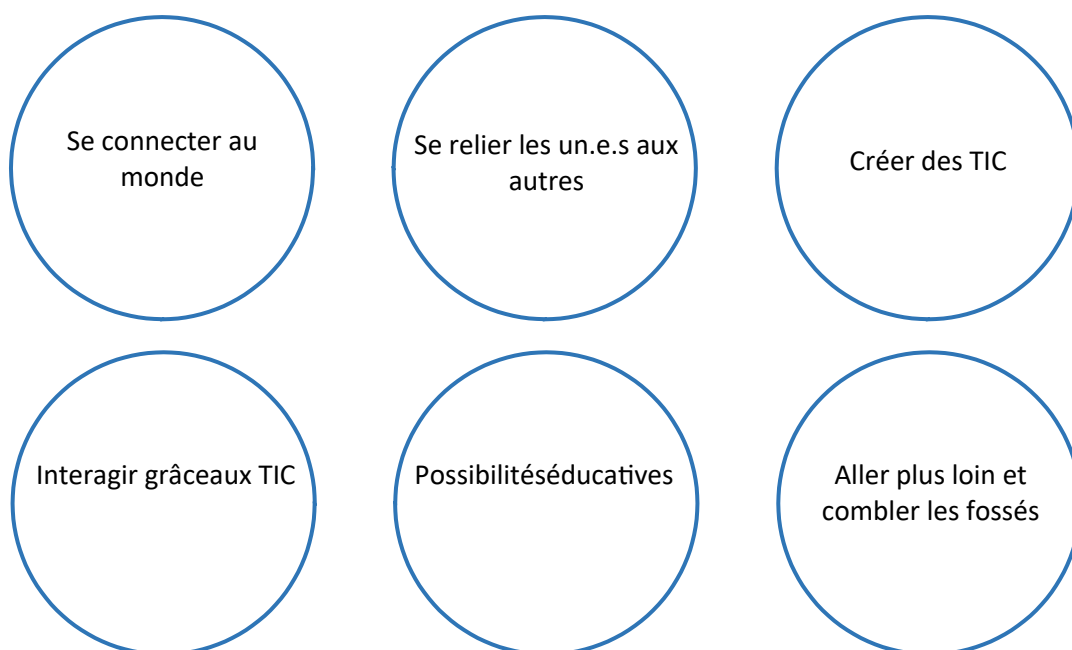 Se connecter au
monde
Se relier les un.e.s aux
autres
Créer des TIC
Interagir grâceaux TIC
Possibilitéséducatives
Aller plus loin et
combler les fossés